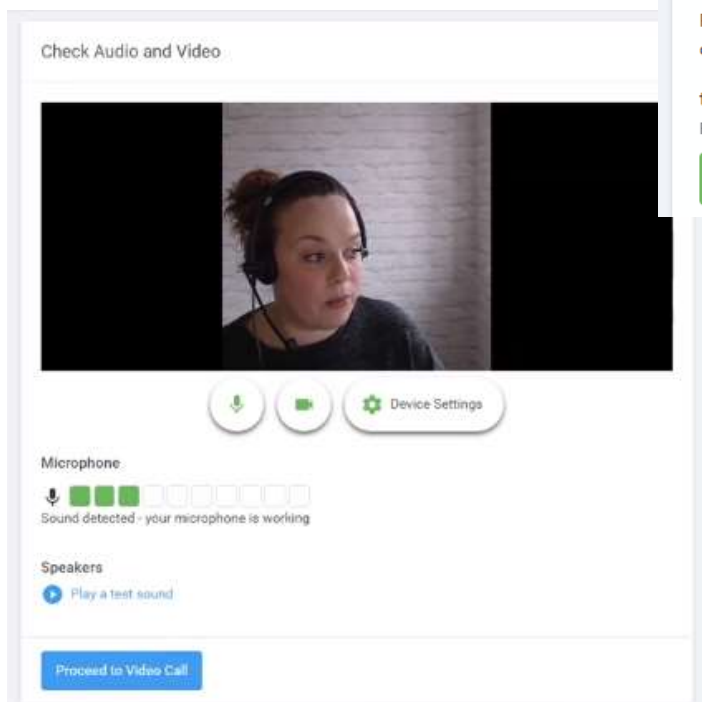 Check Audio and Video
Device Settings
Microphone
Sound detected - your microphone is working
Speakers
Play a test sound
Proceed to Video Call